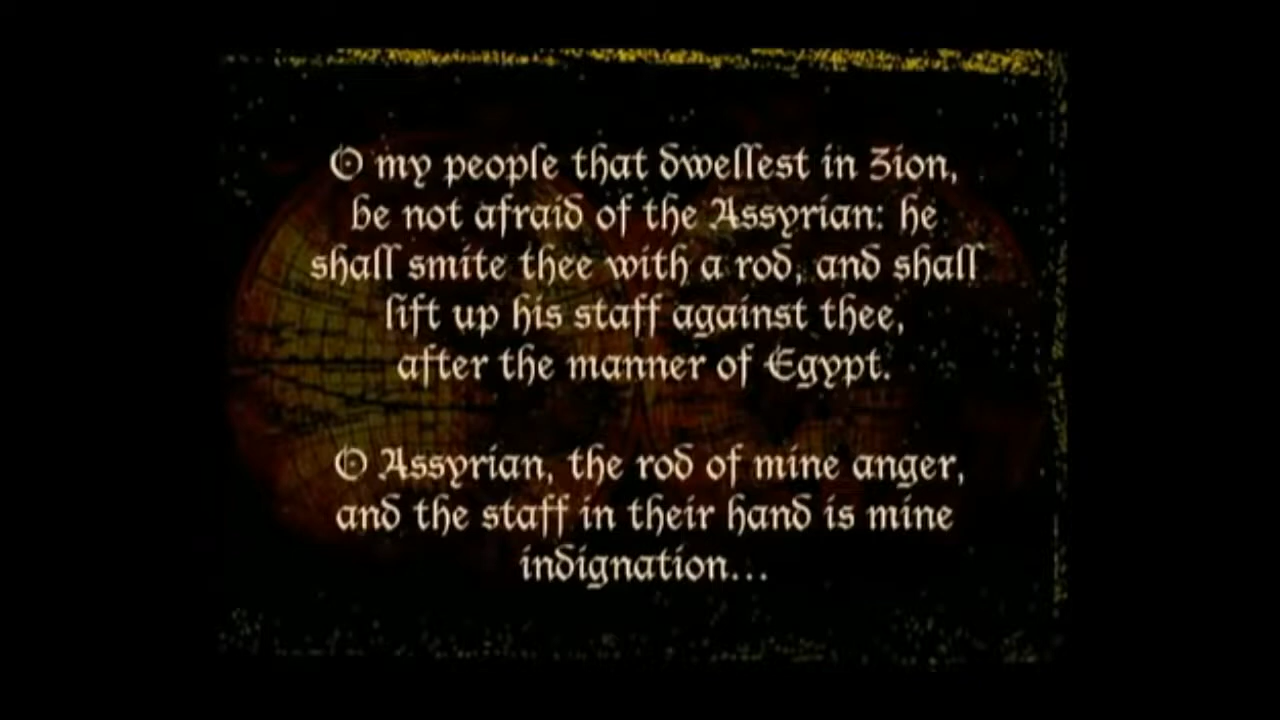 O my people that dwellest in Zion,
be not afraid of the Assyrian: he
shall smite thee with a rod, and shall
lift up his staff against thee,
after the manner of Egypt.
O Assyrian, the rod of mine anger,
and the staff in their hand is mine
indignation...